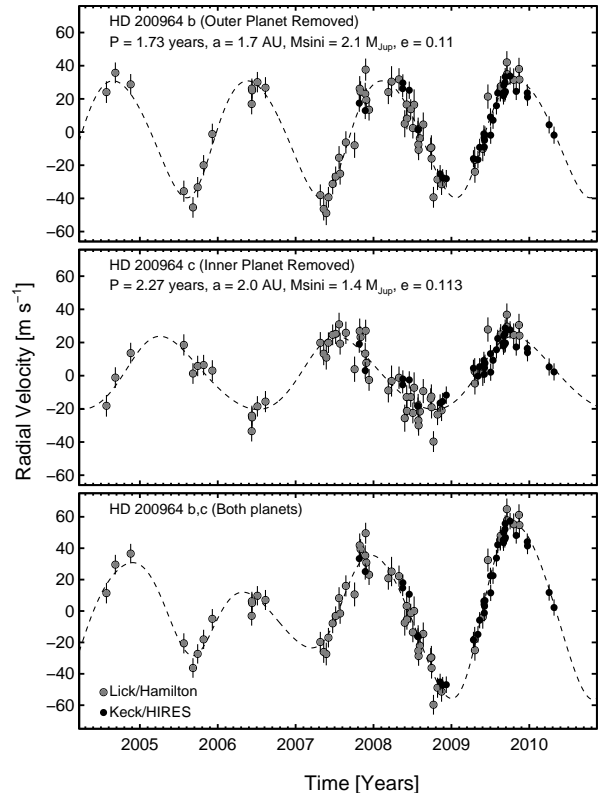 HD 200964 b (Outer Planet Removed)
P = 1.73 years, a = 1.7 AU, Msini = 2.1 MJup, e = 0.11
60
40
20
0
−20
−40
−60
HD 200964 c (Inner Planet Removed)
P = 2.27 years, a = 2.0 AU, Msini = 1.4 MJup, e = 0.113
60
40
20
0
−20
−40
−60
Radial Velocity [m s⁻¹]
HD 200964 b,c (Both planets)
60
40
20
0
−20
−40
−60
Lick/Hamilton
Keck/HIRES
2005 2006 2007 2008 2009 2010
Time [Years]